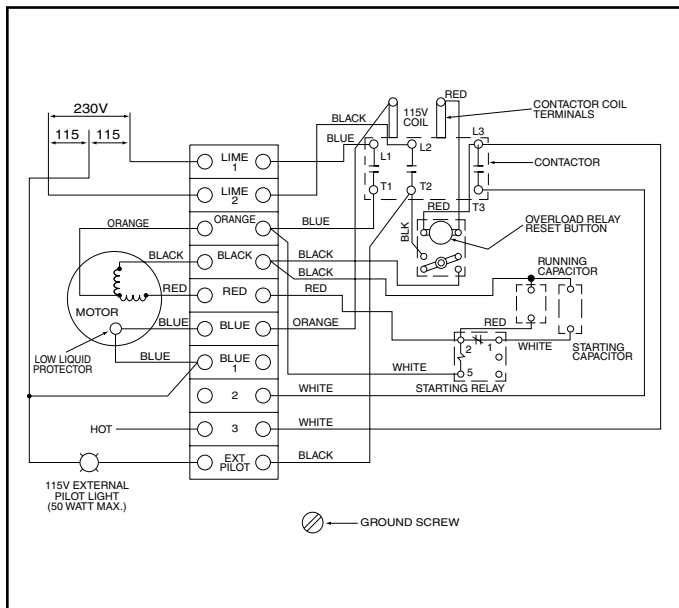 230V
115 115
115V
COIL
RED
CONTACTOR COIL
TERMINALS
BLACK
BLUE
L1
L2
L3
CONTACTOR
LIME
1
LIME
2
T1
T2
T3
RED
ORANGE
ORANGE
BLUE
BLK
OVERLOAD RELAY
RESET BUTTON
BLACK
BLACK
BLACK
BLACK
RUNNING
CAPACITOR
RED
RED
RED
MOTOR
BLUE
BLUE
ORANGE
RED
2
1
WHITE
STARTING
CAPACITOR
LOW LIQUID
PROTECTOR
BLUE
BLUE
1
WHITE
5
STARTING RELAY
2
WHITE
HOT
3
WHITE
EXT
PILOT
BLACK
115V EXTERNAL
PILOT LIGHT
(50 WATT MAX.)
GROUND SCREW